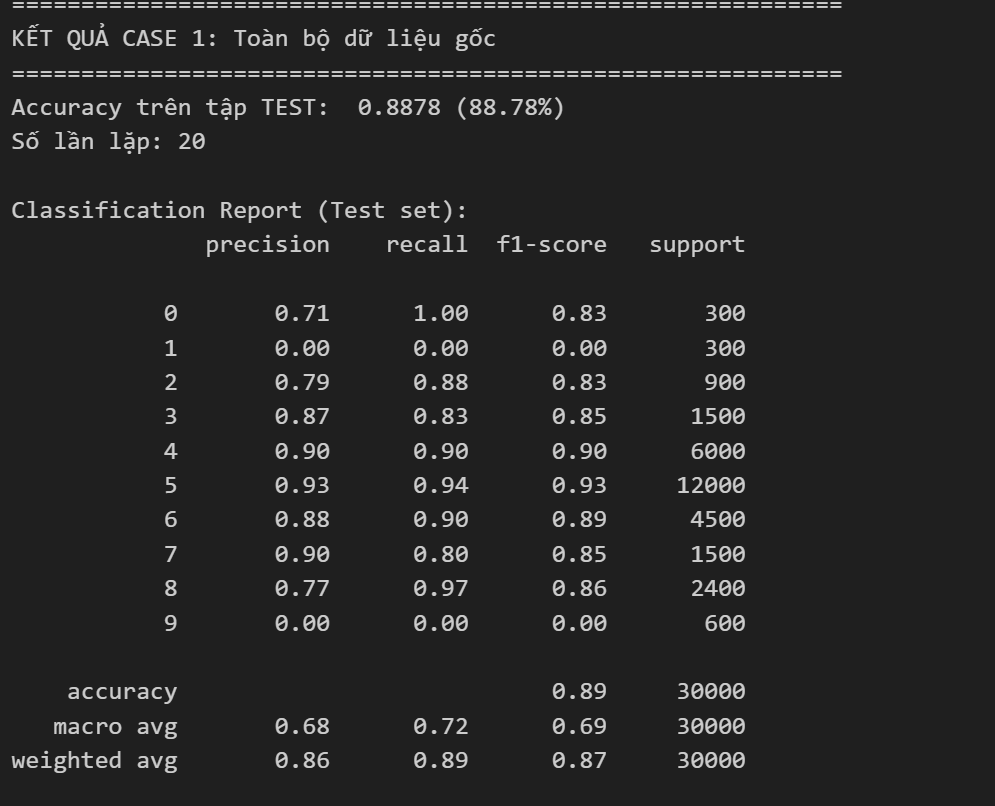 ============================================================
KẾT QUẢ CASE 1: Toàn bộ dữ liệu gốc
============================================================
Accuracy trên tập TEST:  0.8878 (88.78%)
Số lần lặp: 20

Classification Report (Test set):
              precision    recall  f1-score   support

           0       0.71      1.00      0.83       300
           1       0.00      0.00      0.00       300
           2       0.79      0.88      0.83       900
           3       0.87      0.83      0.85      1500
           4       0.90      0.90      0.90      6000
           5       0.93      0.94      0.93     12000
           6       0.88      0.90      0.89      4500
           7       0.90      0.80      0.85      1500
           8       0.77      0.97      0.86      2400
           9       0.00      0.00      0.00       600

    accuracy                           0.89     30000
   macro avg       0.68      0.72      0.69     30000
weighted avg       0.86      0.89      0.87     30000